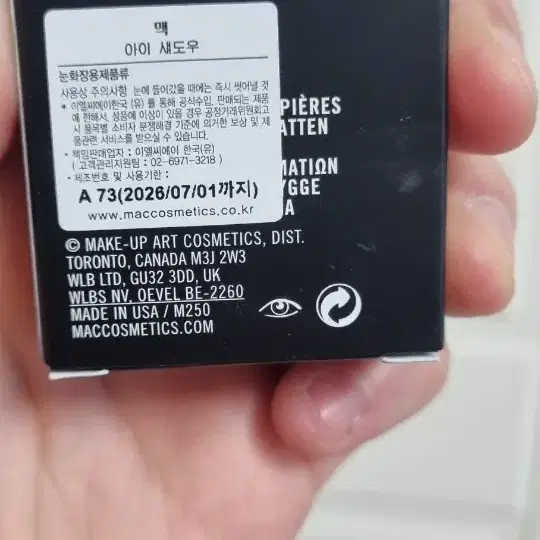 맥
아이 섀도우
눈화장용제품류
사용상 주의사항 눈에 들어갔을 때에는 즉시 씻어낼 것
* 이엘씨에이한국 (유) 를 통해 공식수입, 판매되는 제품
에 한해서, 상품에 이상이 있을 경우 공정거래위원회고
시 품목별 소비자 분쟁해결 기준에 의거한 보상 및 제
품관련 서비스를 받으실 수 있습니다.
• 책임판매업자 : 이엘씨에이 한국(유)
( 고객관리지원팀 : 02-6971-3218 )
• 제조번호 및 사용기한 :
A 73(2026/07/01까지)
www.maccosmetics.co.kr
PIÈRES
ATTEN
MATION
YGGE
A
© MAKE-UP ART COSMETICS, DIST.
TORONTO, CANADA M3J 2W3
WLB LTD, GU32 3DD, UK
WLBS NV. OEVEL BE-2260
MADE IN USA / M250
MACCOSMETICS.COM